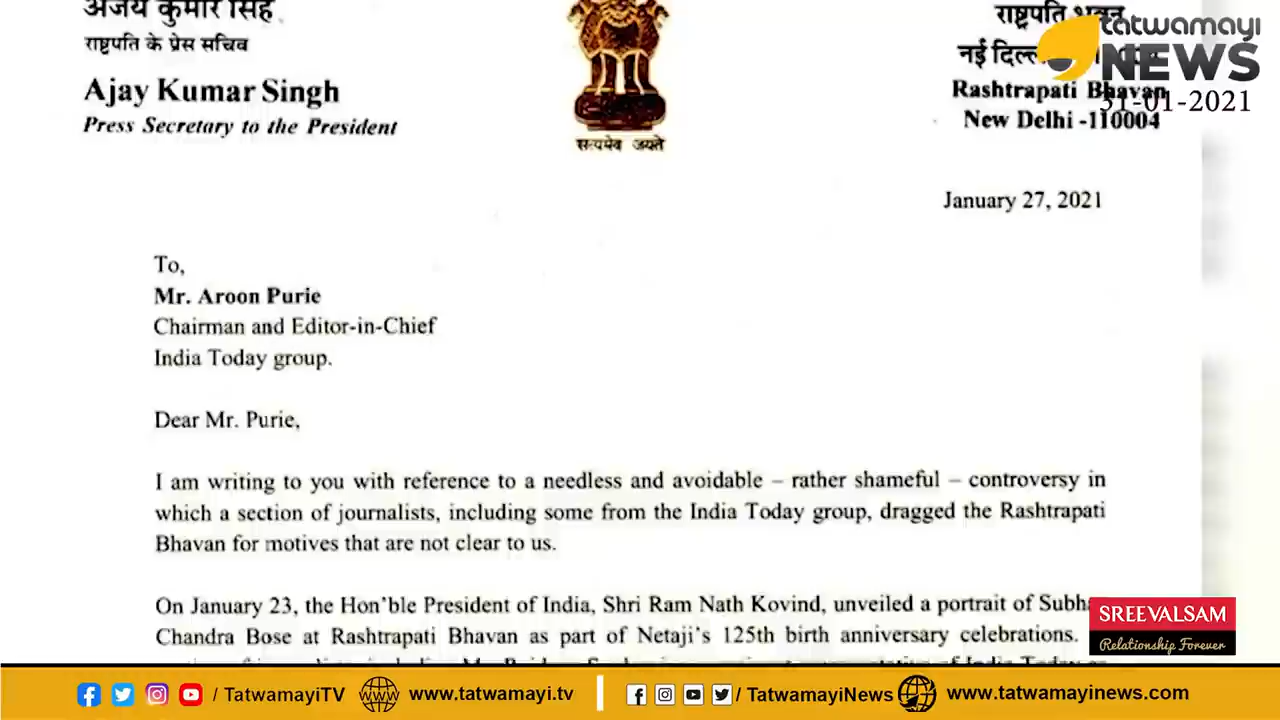 अजय कुमार सिंह
राष्ट्रपति के प्रेस सचिव
Ajay Kumar Singh
Press Secretary to the President
सत्यमेव जयते
राष्ट्रपति भवन
नई
Rashtrapati Bhavan
New Delhi -110004
tatwamayi
NEWS
31-01-2021
January 27, 2021
To,
Mr. Aroon Purie
Chairman and Editor-in-Chief
India Today group.
Dear Mr. Purie,
I am writing to you with reference to a needless and avoidable – rather shameful – controversy in
which a section of journalists, including some from the India Today group, dragged the Rashtrapati
Bhavan for motives that are not clear to us.
On January 23, the Hon'ble President of India, Shri Ram Nath Kovind, unveiled a portrait of
Chandra Bose at Rashtrapati Bhavan as part of Netaji's 125th birth anniversary celebrations.
SREEVALSAM
Relationship Forever
/ TatwamayiTV www.tatwamayi.tv / TatwamayiNews www.tatwamayinews.com